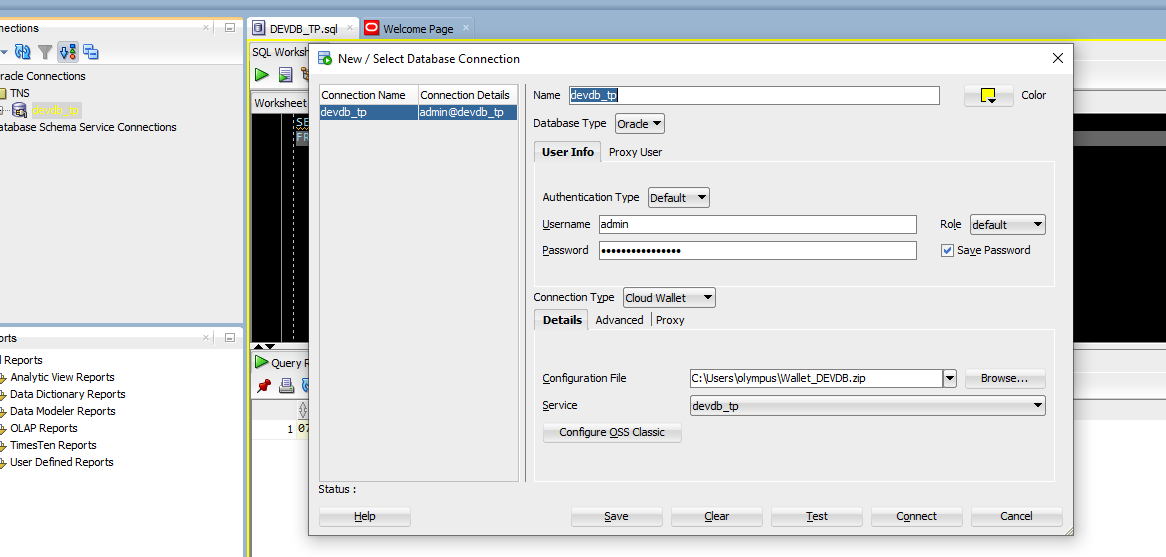 nections
DEVDB_TP.sql
Welcome Page
racle Connections
TNS
devdb_tp
atabase Schema Service Connections
SQL Worksh
Worksheet
SE
FR
New / Select Database Connection
Connection Name Connection Details
devdb_tp admin@devdb_tp
Name devdb_tp Color
Database Type Oracle
User Info Proxy User
Authentication Type Default
Username admin Role default
Password •••••••••••••••• Save Password
Connection Type Cloud Wallet
Details Advanced Proxy
Configuration File C:\Users\olympus\Wallet_DEVDB.zip Browse...
Service devdb_tp
Configure OSS Classic
Status :
Help Save Clear Test Connect Cancel
orts
l Reports
Analytic View Reports
Data Dictionary Reports
Data Modeler Reports
OLAP Reports
TimesTen Reports
User Defined Reports
Query R
1 07